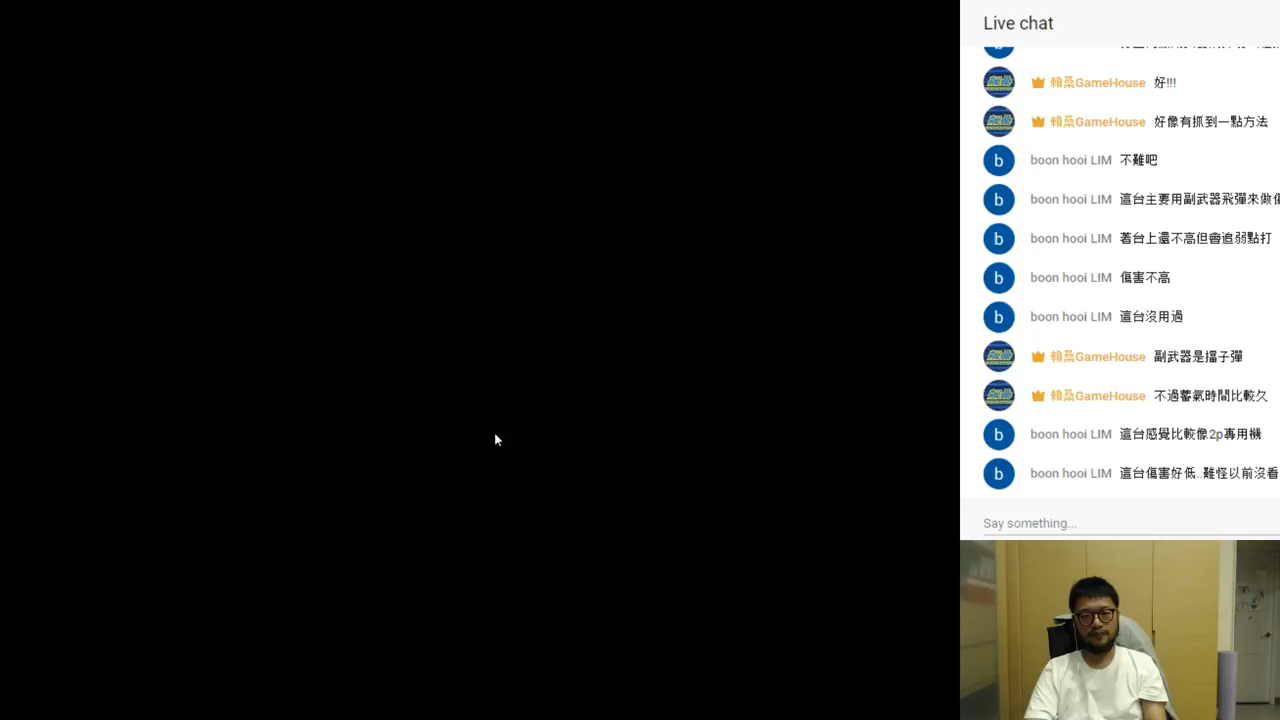 Live chat
賴桑GameHouse 好!!!
賴桑GameHouse 好像有抓到一點方法
b boon hooi LIM 不難吧
b boon hooi LIM 這台主要用副武器飛彈來做傷
b boon hooi LIM 著台上還不高但會追弱點打
b boon hooi LIM 傷害不高
b boon hooi LIM 這台沒用過
賴桑GameHouse 副武器是擋子彈
賴桑GameHouse 不過蓄氣時間比較久
b boon hooi LIM 這台感覺比較像2p專用機
b boon hooi LIM 這台傷害好低..難怪以前沒看
Say something...